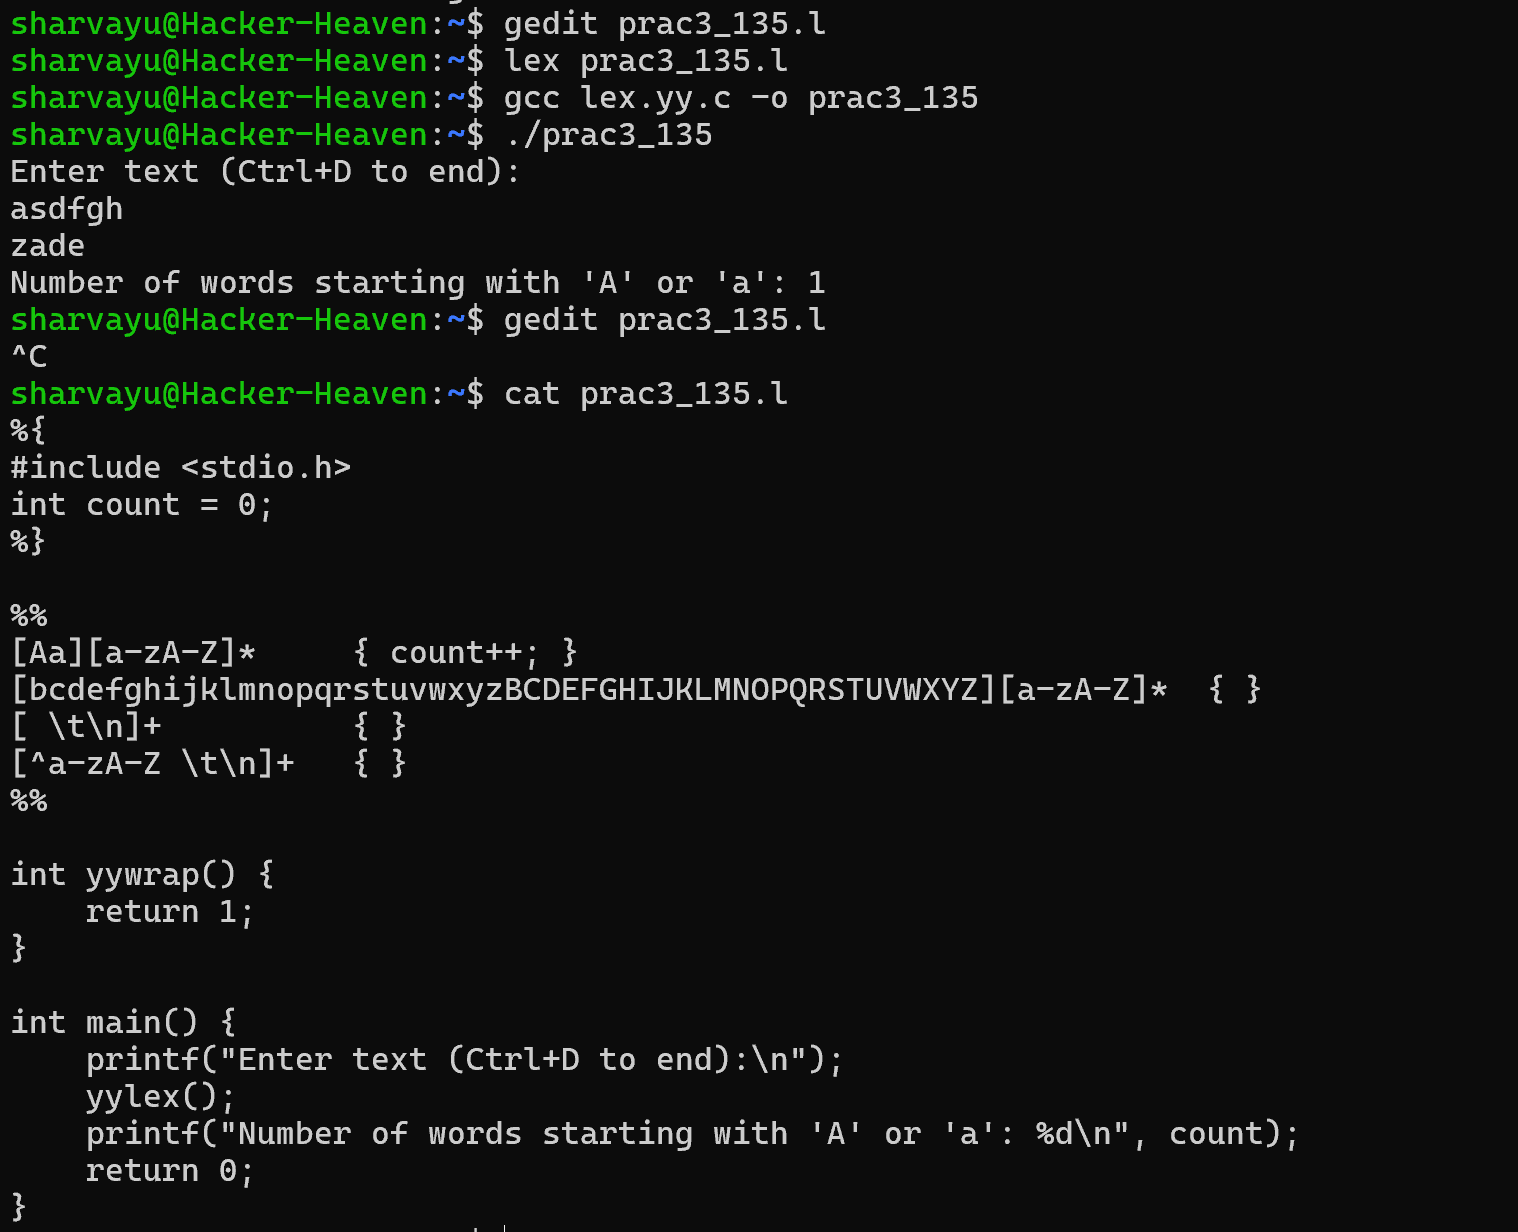 sharvayu@Hacker-Heaven:~$ gedit prac3_135.l
sharvayu@Hacker-Heaven:~$ lex prac3_135.l
sharvayu@Hacker-Heaven:~$ gcc lex.yy.c -o prac3_135
sharvayu@Hacker-Heaven:~$ ./prac3_135
Enter text (Ctrl+D to end):
asdfgh
zade
Number of words starting with 'A' or 'a': 1
sharvayu@Hacker-Heaven:~$ gedit prac3_135.l
^C
sharvayu@Hacker-Heaven:~$ cat prac3_135.l
%{
#include <stdio.h>
int count = 0;
%}

%%
[Aa][a-zA-Z]*     { count++; }
[bcdefghijklmnopqrstuvwxyzBCDEFGHIJKLMNOPQRSTUVWXYZ][a-zA-Z]*  { }
[ \t\n]+          { }
[^a-zA-Z \t\n]+   { }
%%

int yywrap() {
    return 1;
}

int main() {
    printf("Enter text (Ctrl+D to end):\n");
    yylex();
    printf("Number of words starting with 'A' or 'a': %d\n", count);
    return 0;
}